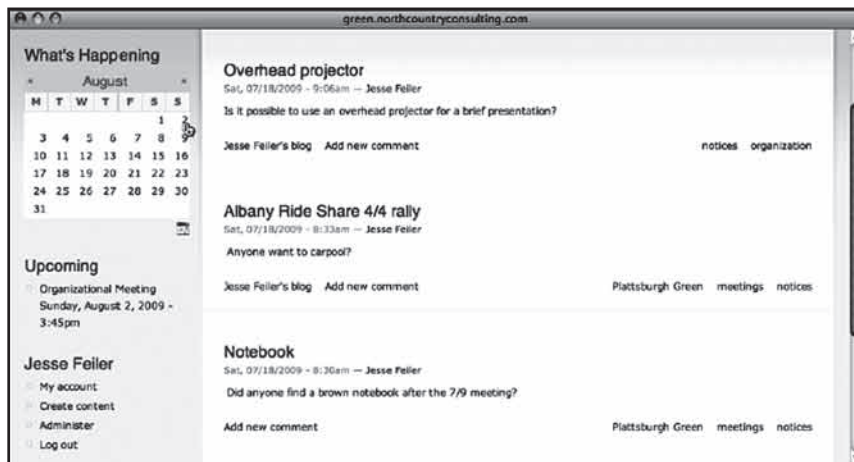 green.northcountryconsulting.com
What's Happening
« August »
M T W T F S S
1 2
3 4 5 6 7 8 9
10 11 12 13 14 15 16
17 18 19 20 21 22 23
24 25 26 27 28 29 30
31
Upcoming
Organizational Meeting
Sunday, August 2, 2009 -
3:45pm
Jesse Feiler
My account
Create content
Administer
Log out
Overhead projector
Sat, 07/18/2009 - 9:06am — Jesse Feiler
Is it possible to use an overhead projector for a brief presentation?
Jesse Feiler's blog Add new comment notices organization
Albany Ride Share 4/4 rally
Sat, 07/18/2009 - 8:33am — Jesse Feiler
Anyone want to carpool?
Jesse Feiler's blog Add new comment Plattsburgh Green meetings notices
Notebook
Sat, 07/18/2009 - 8:30am — Jesse Feiler
Did anyone find a brown notebook after the 7/9 meeting?
Add new comment Plattsburgh Green meetings notices